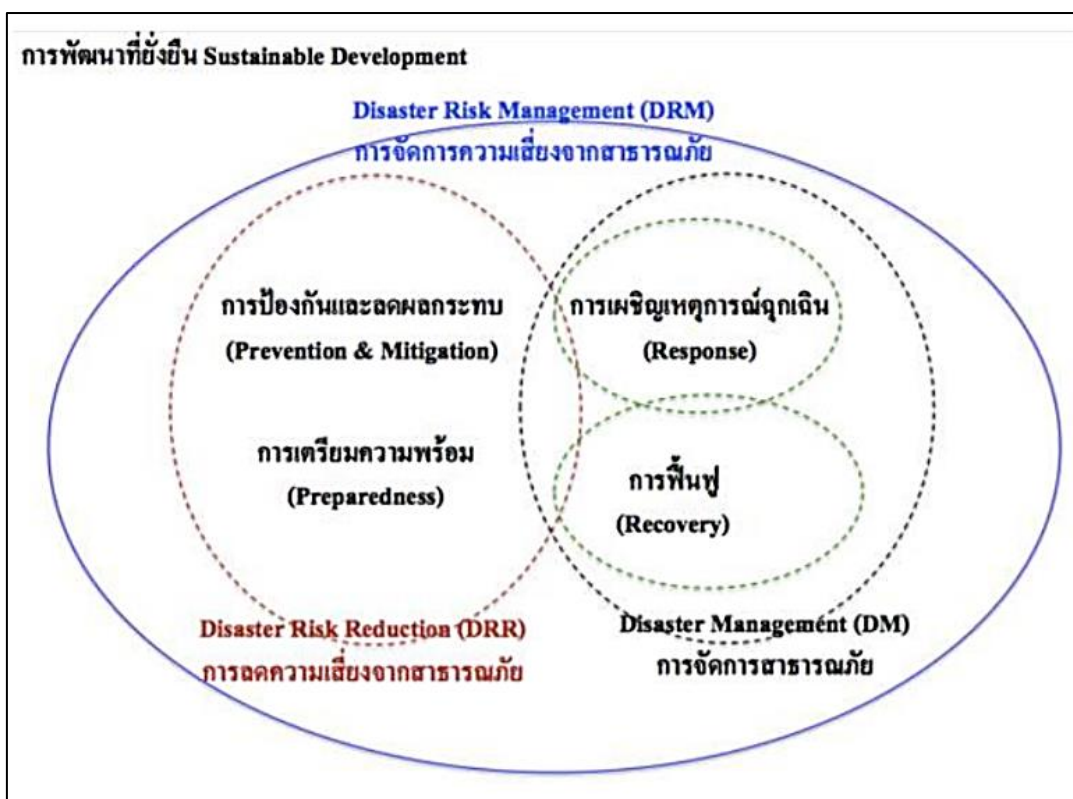 การพัฒนาที่ยั่งยืน Sustainable Development
Disaster Risk Management (DRM)
การจัดการความเสี่ยงจากสาธารณภัย
การป้องกันและลดผลกระทบ
(Prevention & Mitigation)
การเตรียมความพร้อม
(Preparedness)
การเผชิญเหตุการณ์ฉุกเฉิน
(Response)
การฟื้นฟู
(Recovery)
Disaster Risk Reduction (DRR)
การลดความเสี่ยงจากสาธารณภัย
Disaster Management (DM)
การจัดการสาธารณภัย